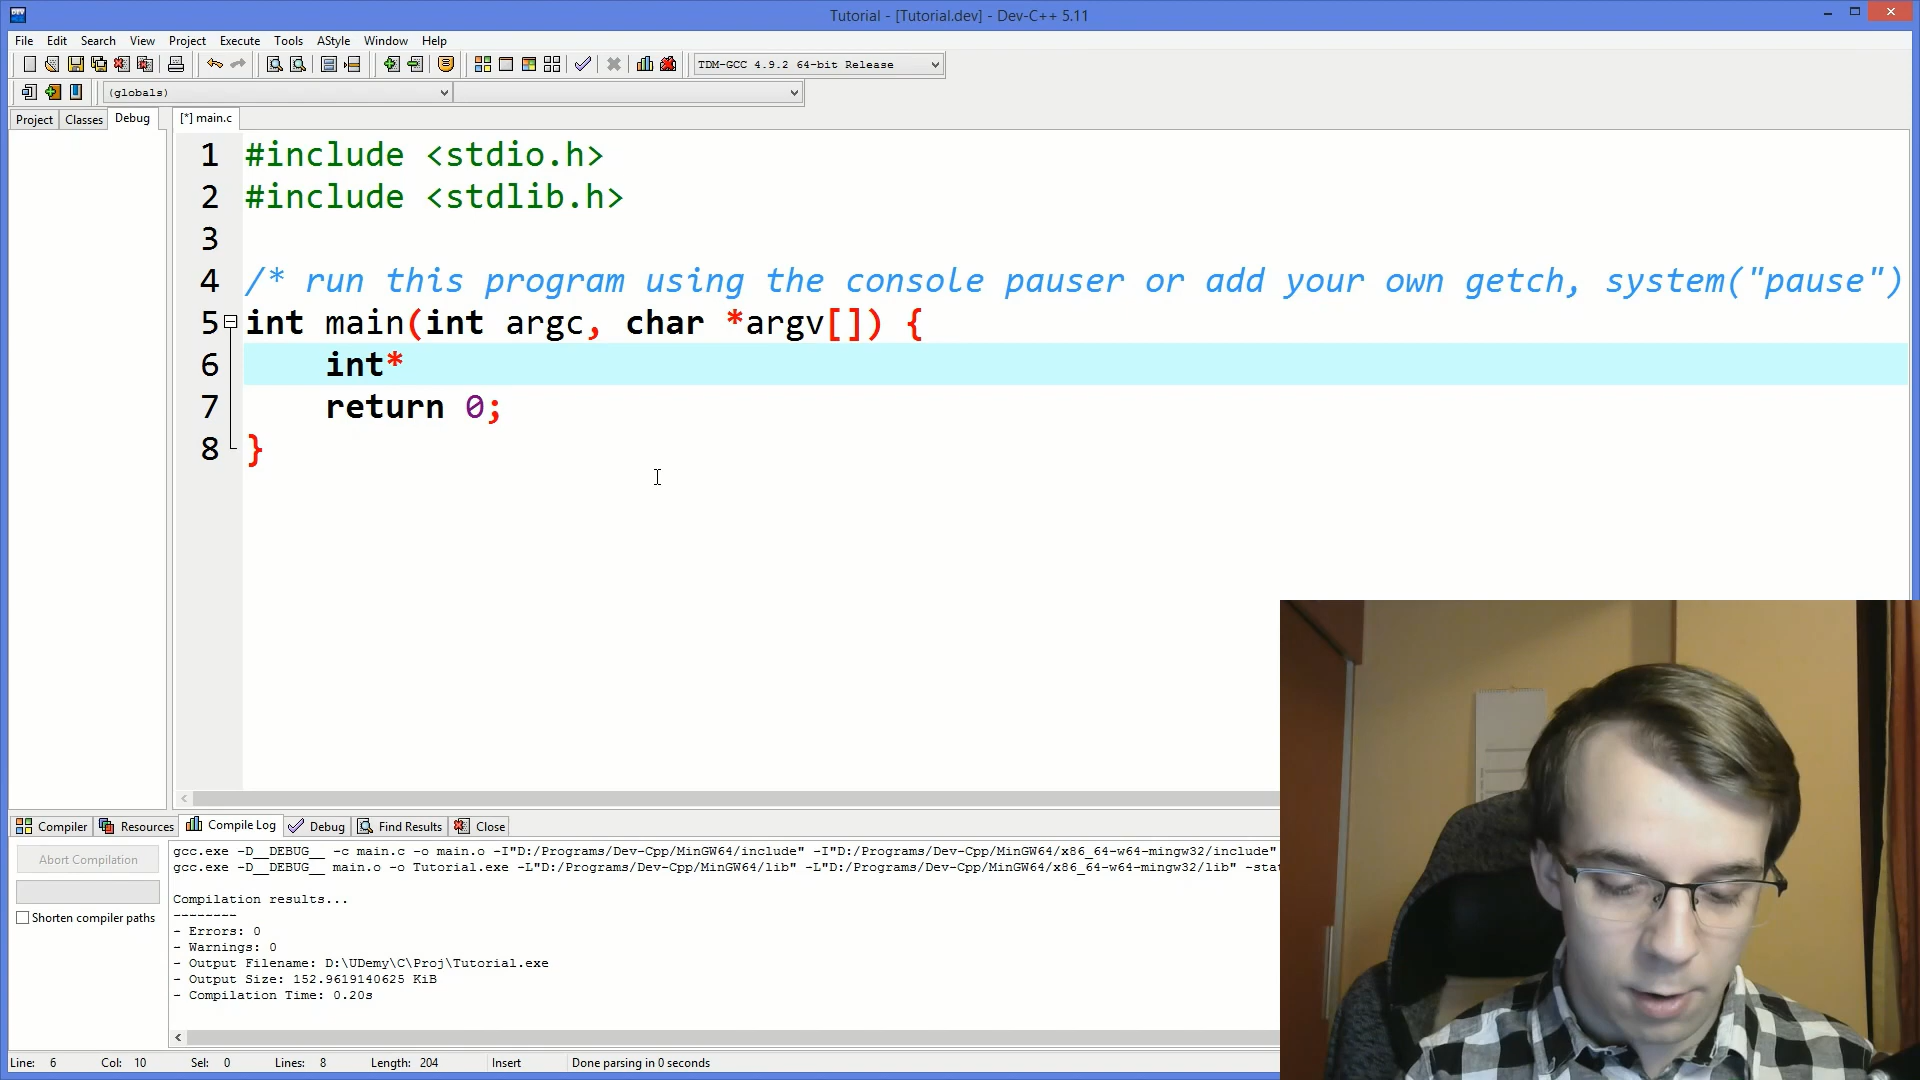 Tutorial - [Tutorial.dev] - Dev-C++ 5.11
File Edit Search View Project Execute Tools AStyle Window Help
TDM-GCC 4.9.2 64-bit Release
(globals)
Project Classes Debug [*] main.c
1 #include <stdio.h>
2 #include <stdlib.h>
3
4 /* run this program using the console pauser or add your own getch, system("pause")
5 int main(int argc, char *argv[]) {
6 int*
7 return 0;
8 }
Compiler Resources Compile Log Debug Find Results Close
Abort Compilation
Shorten compiler paths
gcc.exe -D__DEBUG__ -c main.c -o main.o -I"D:/Programs/Dev-Cpp/MinGW64/include" -I"D:/Programs/Dev-Cpp/MinGW64/x86_64-w64-mingw32/include"
gcc.exe -D__DEBUG__ main.o -o Tutorial.exe -L"D:/Programs/Dev-Cpp/MinGW64/lib" -L"D:/Programs/Dev-Cpp/MinGW64/x86_64-w64-mingw32/lib" -stat
Compilation results...
--------
- Errors: 0
- Warnings: 0
- Output Filename: D:\UDemy\C\Proj\Tutorial.exe
- Output Size: 152.9619140625 KiB
- Compilation Time: 0.20s
Line: 6 Col: 10 Sel: 0 Lines: 8 Length: 204 Insert Done parsing in 0 seconds